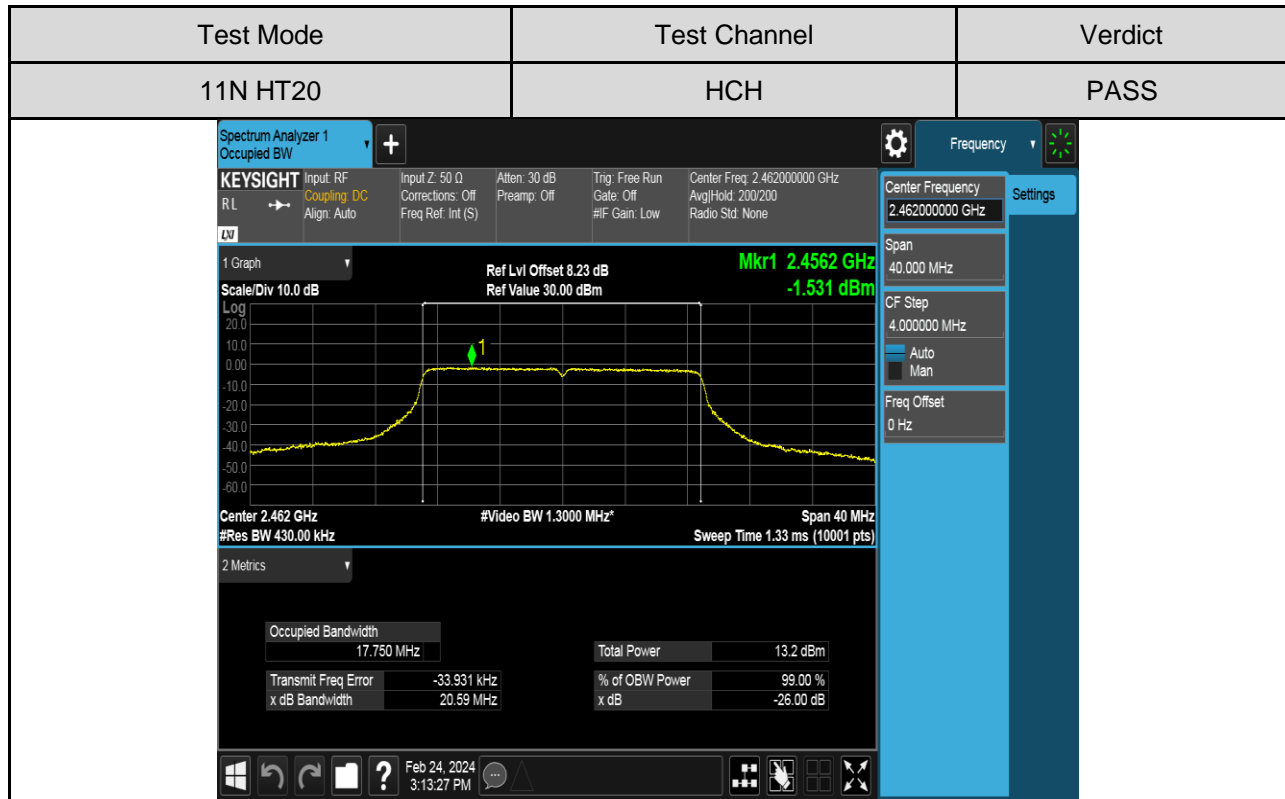 Test Mode Test Channel Verdict
11N HT20 HCH PASS
Spectrum Analyzer 1
Occupied BW
+
Frequency
KEYSIGHT
RL
LXI
Input: RF
Coupling: DC
Align: Auto
Input Z: 50 Ω
Corrections: Off
Freq Ref: Int (S)
Atten: 30 dB
Preamp: Off
Trig: Free Run
Gate: Off
#IF Gain: Low
Center Freq: 2.462000000 GHz
Avg|Hold: 200/200
Radio Std: None
Center Frequency
2.462000000 GHz
Settings
Span
40.000 MHz
CF Step
4.000000 MHz
Auto
Man
Freq Offset
0 Hz
1 Graph
Scale/Div 10.0 dB
Ref Lvl Offset 8.23 dB
Ref Value 30.00 dBm
Mkr1 2.4562 GHz
-1.531 dBm
Log
20.0
10.0
0.00
-10.0
-20.0
-30.0
-40.0
-50.0
-60.0
1
Center 2.462 GHz #Video BW 1.3000 MHz* Span 40 MHz
#Res BW 430.00 kHz Sweep Time 1.33 ms (10001 pts)
2 Metrics
Occupied Bandwidth
17.750 MHz
Total Power 13.2 dBm
Transmit Freq Error -33.931 kHz % of OBW Power 99.00 %
x dB Bandwidth 20.59 MHz x dB -26.00 dB
?
Feb 24, 2024
3:13:27 PM